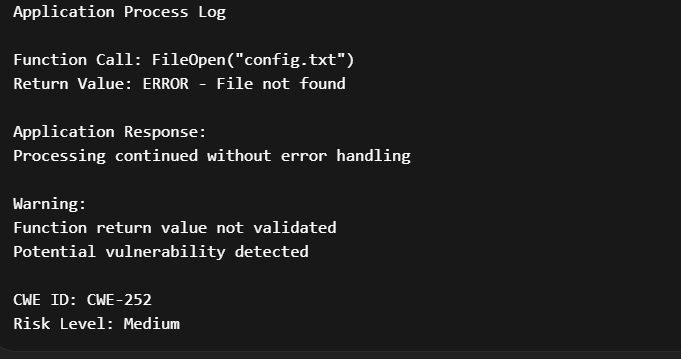 Application Process Log
Function Call: FileOpen("config.txt")
Return Value: ERROR - File not found
Application Response:
Processing continued without error handling
Warning:
Function return value not validated
Potential vulnerability detected
CWE ID: CWE-252
Risk Level: Medium